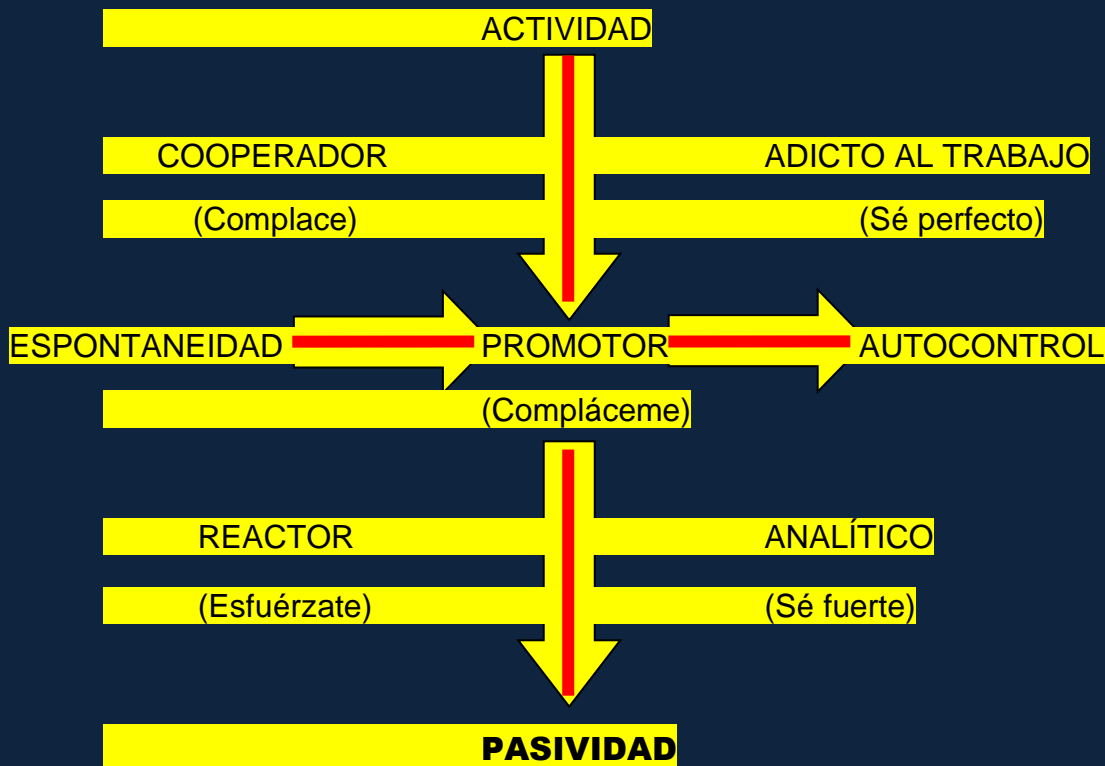 ACTIVIDAD
COOPERADOR ADICTO AL TRABAJO
(Complace) (Sé perfecto)
ESPONTANEIDAD PROMOTOR AUTOCONTROL
(Compláceme)
REACTOR ANALÍTICO
(Esfuérzate) (Sé fuerte)
PASIVIDAD